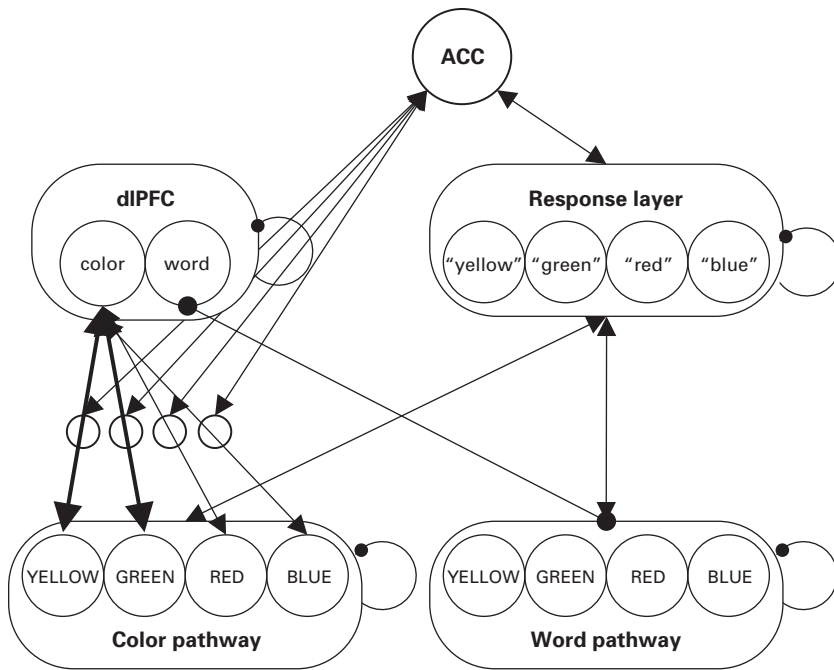 ACC
dlPFC
color word
Response layer
“yellow” “green” “red” “blue”
YELLOW GREEN RED BLUE
Color pathway
YELLOW GREEN RED BLUE
Word pathway